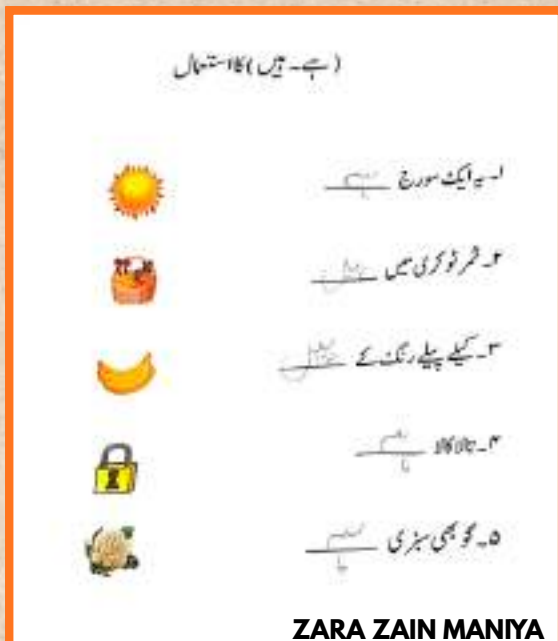 (ہے۔ ہیں) کا استعمال
۱۔ یہ ایک سورج ہے
۲۔ ثمر ٹوکری میں ہیں
۳۔ کیلے پیلے رنگ کے ہیں
۴۔ تالا کالا ہے
۵۔ گوبھی سبزی ہے
ZARA ZAIN MANIYA